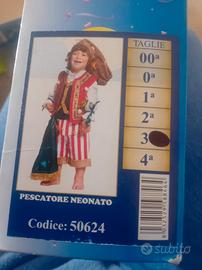 TAGLIE
00ª
0ª
1ª
2ª
3
4ª
PESCATORE NEONATO
Codice: 50624
subito